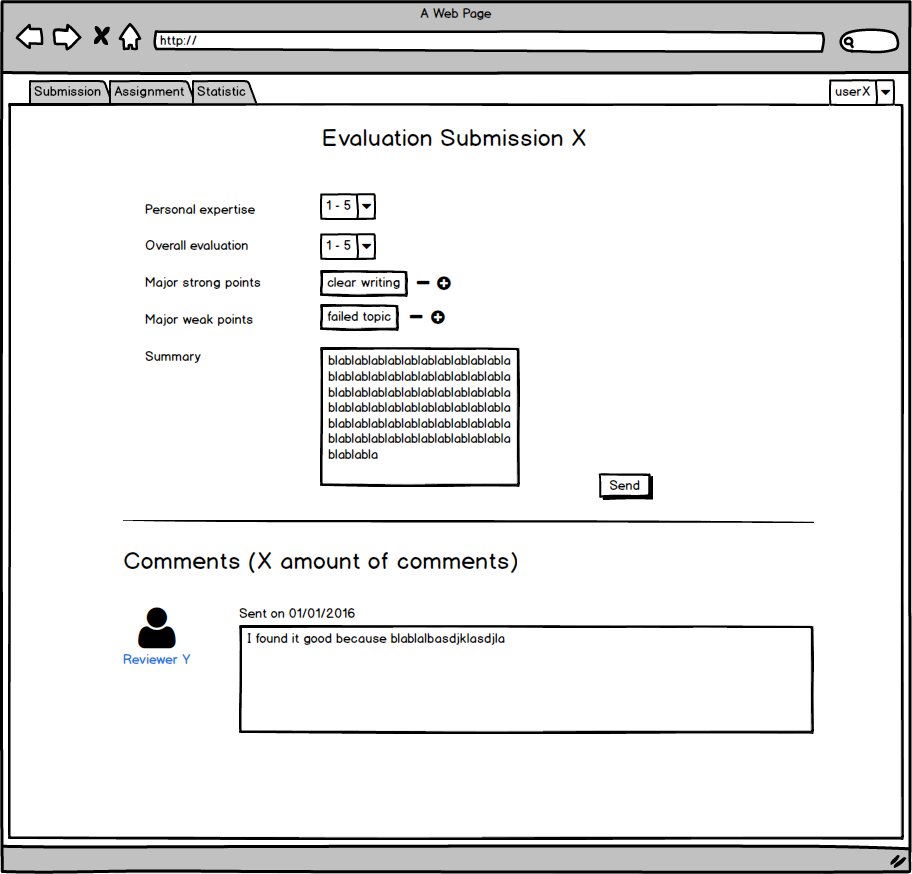 A Web Page
http://
Submission Assignment Statistic userX
Evaluation Submission X
Personal expertise 1 - 5
Overall evaluation 1 - 5
Major strong points clear writing
Major weak points failed topic
Summary
blablablablablablablablablablabla
blablablablablablablablablablabla
blablablablablablablablablablabla
blablablablablablablablablablabla
blablablablablablablablablablabla
blablablablablablablablablablabla
blablabla
Send
Comments (X amount of comments)
Sent on 01/01/2016
I found it good because blablalbasdjklasdjla
Reviewer Y